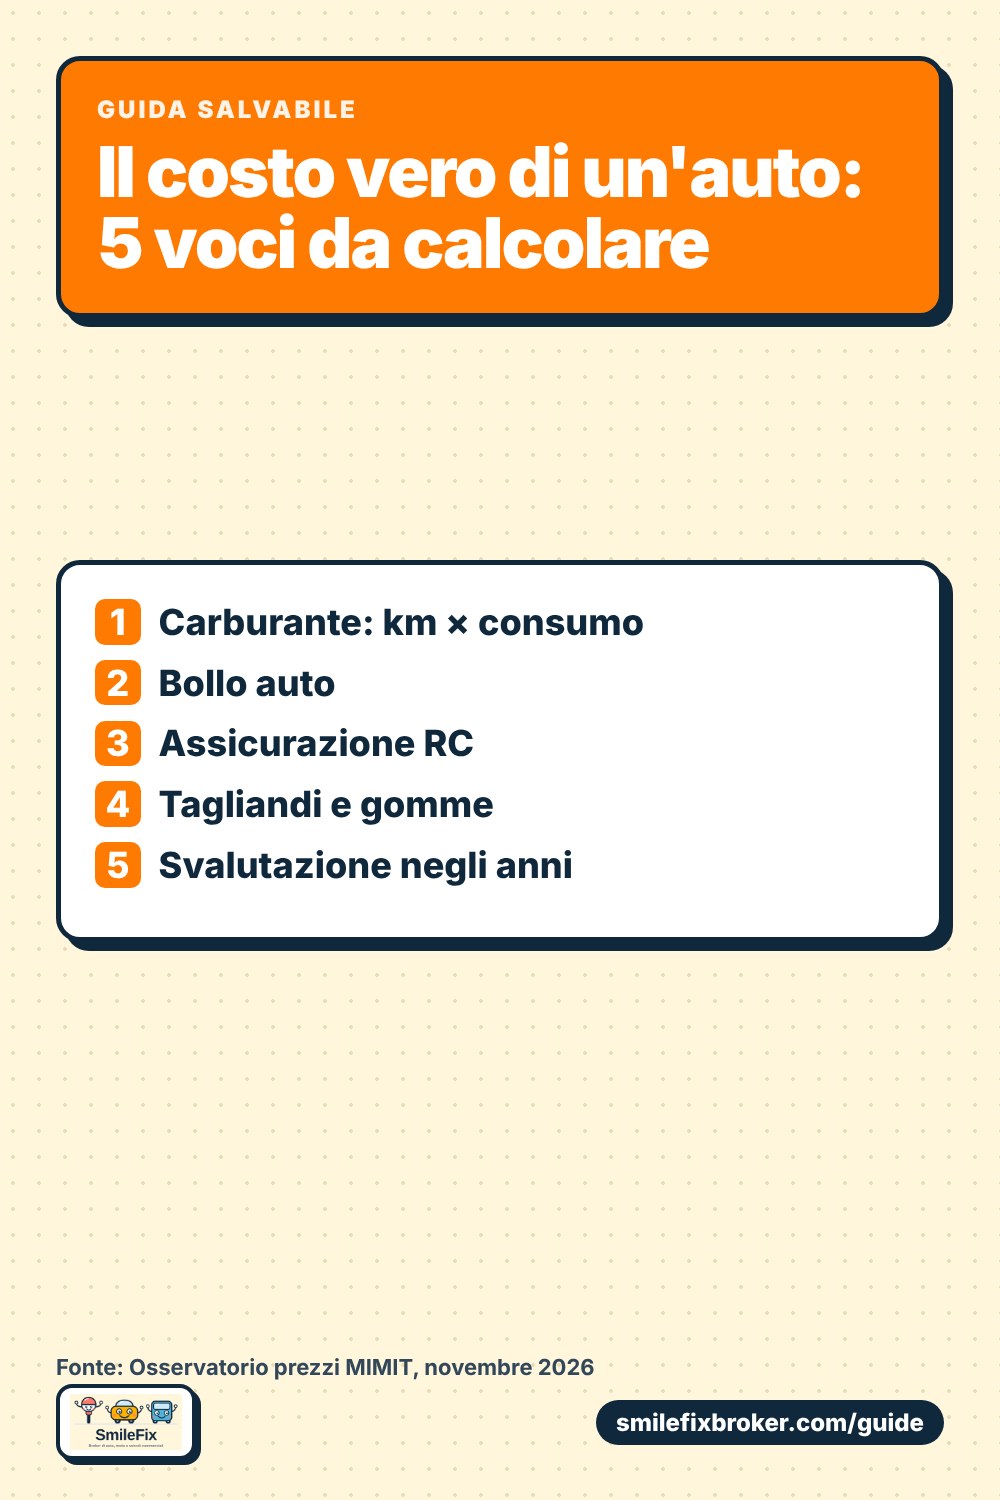 GUIDA SALVABILE
Il costo vero di un'auto:
5 voci da calcolare
1 Carburante: km × consumo
2 Bollo auto
3 Assicurazione RC
4 Tagliandi e gomme
5 Svalutazione negli anni
Fonte: Osservatorio prezzi MIMIT, novembre 2026
SmileFix
smilefixbroker.com/guide